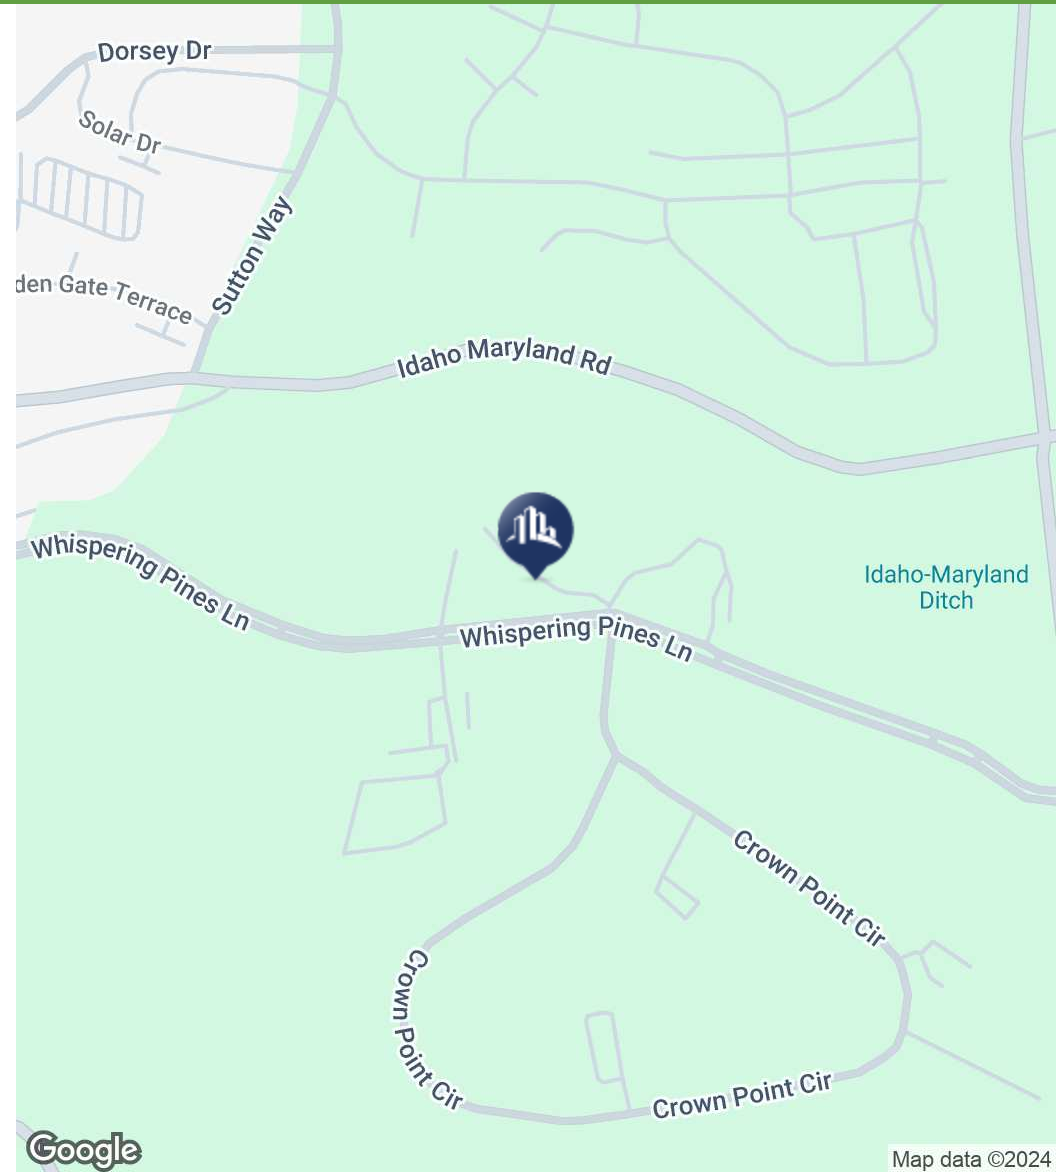 Dorsey Dr
Solar Dr
Sutton Way
den Gate Terrace
Idaho Maryland Rd
Whispering Pines Ln
Idaho-Maryland
Ditch
Whispering Pines Ln
Crown Point Cir
Crown Point Cir
Crown Point Cir
Google
Map data ©2024